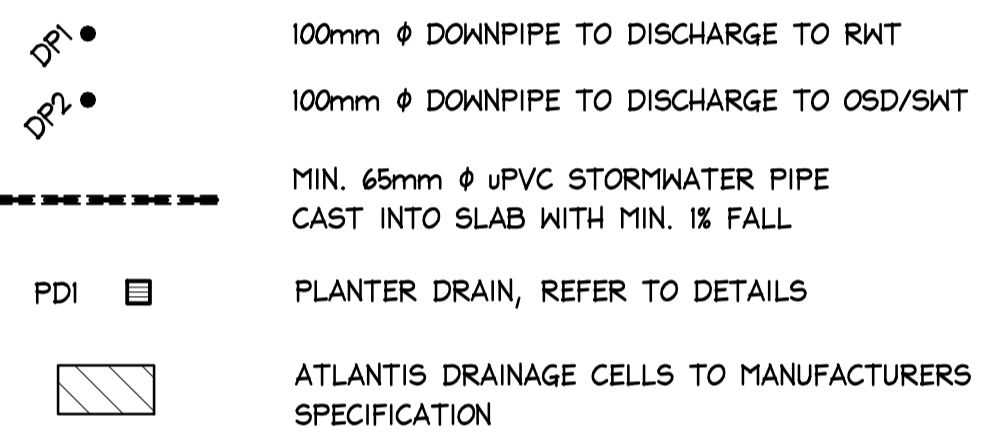 DP1 100mm φ DOWNPIPE TO DISCHARGE TO RWT
DP2 100mm φ DOWNPIPE TO DISCHARGE TO OSD/SWT
MIN. 65mm φ uPVC STORMWATER PIPE
CAST INTO SLAB WITH MIN. 1% FALL
PD1 PLANTER DRAIN, REFER TO DETAILS
ATLANTIS DRAINAGE CELLS TO MANUFACTURERS
SPECIFICATION